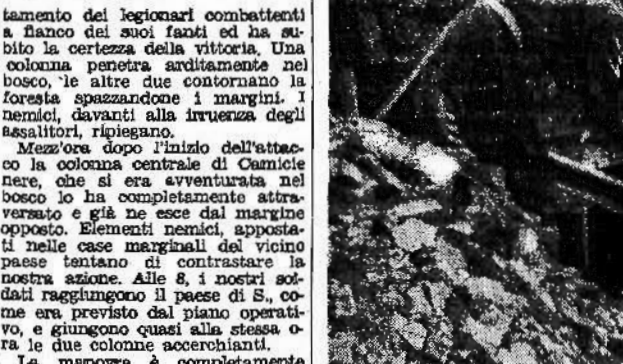 tamento dei legionari combattenti
a fianco dei suoi fanti ed ha su-
bito la certezza della vittoria. Una
colonna penetra arditamente nel
bosco, le altre due contornano la
foresta spazzandone i margini. I
nemici, davanti alla irruenza degli
assalitori, ripiegano.
Mezz'ora dopo l'inizio dell'attac-
co la colonna centrale di Camicie
nere, che si era avventurata nel
bosco lo ha completamente attra-
versato e già ne esce dal margine
opposto. Elementi nemici, apposta-
ti nelle case marginali del vicino
paese tentano di contrastare la
nostra azione. Alle 8, i nostri sol-
dati raggiungono il paese di S., co-
me era previsto dal piano operati-
vo, e giungono quasi alla stessa o-
ra le due colonne accerchianti.
La manovra è completamente